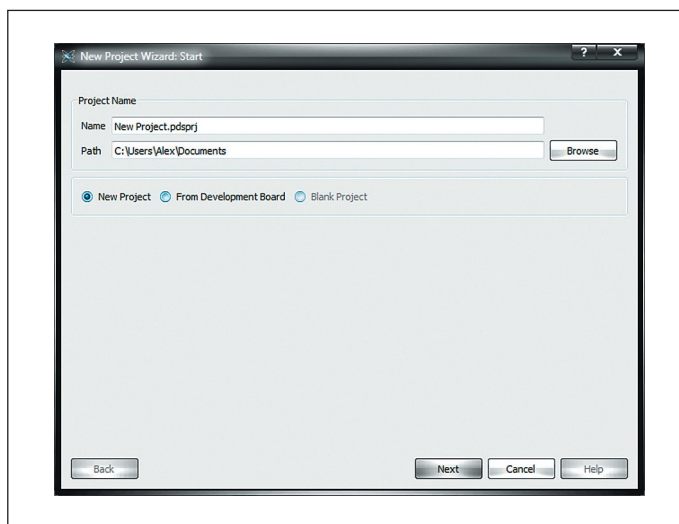 New Project Wizard: Start
? X
Project Name
Name New Project.pdsprj
Path C:\Users\Alex\Documents Browse
New Project From Development Board Blank Project
Back Next Cancel Help